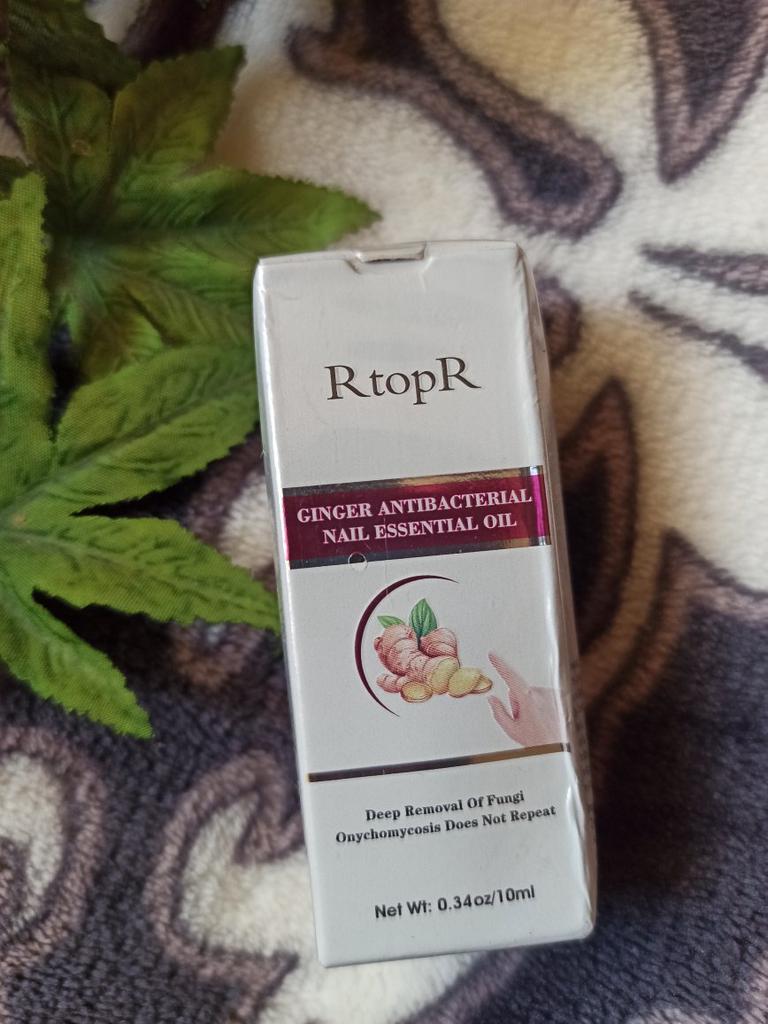 RtopR
GINGER ANTIBACTERIAL
NAIL ESSENTIAL OIL
Deep Removal Of Fungi
Onychomycosis Does Not Repeat
Net Wt: 0.34oz/10ml